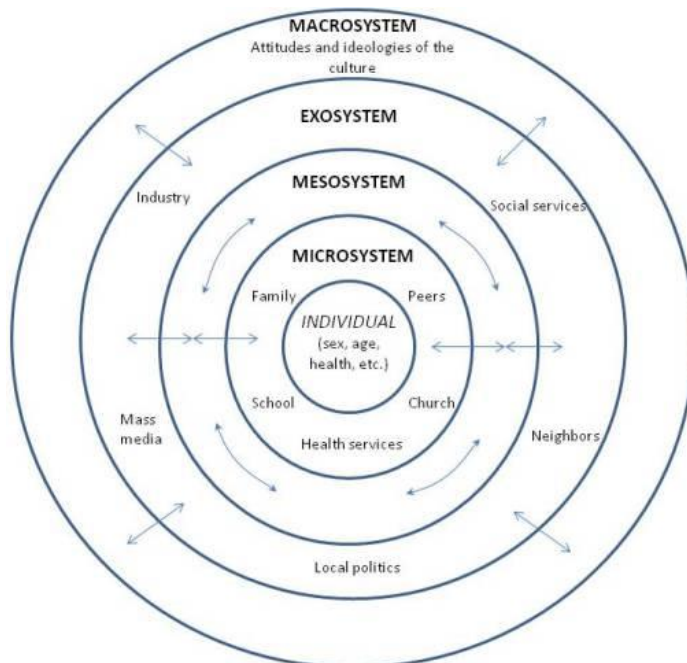 MACROSYSTEM
Attitudes and ideologies of the
culture
EXOSYSTEM
MESOSYSTEM
Industry
Social services
MICROSYSTEM
Family
Peers
INDIVIDUAL
(sex, age,
health, etc.)
School
Church
Mass
media
Health services
Neighbors
Local politics